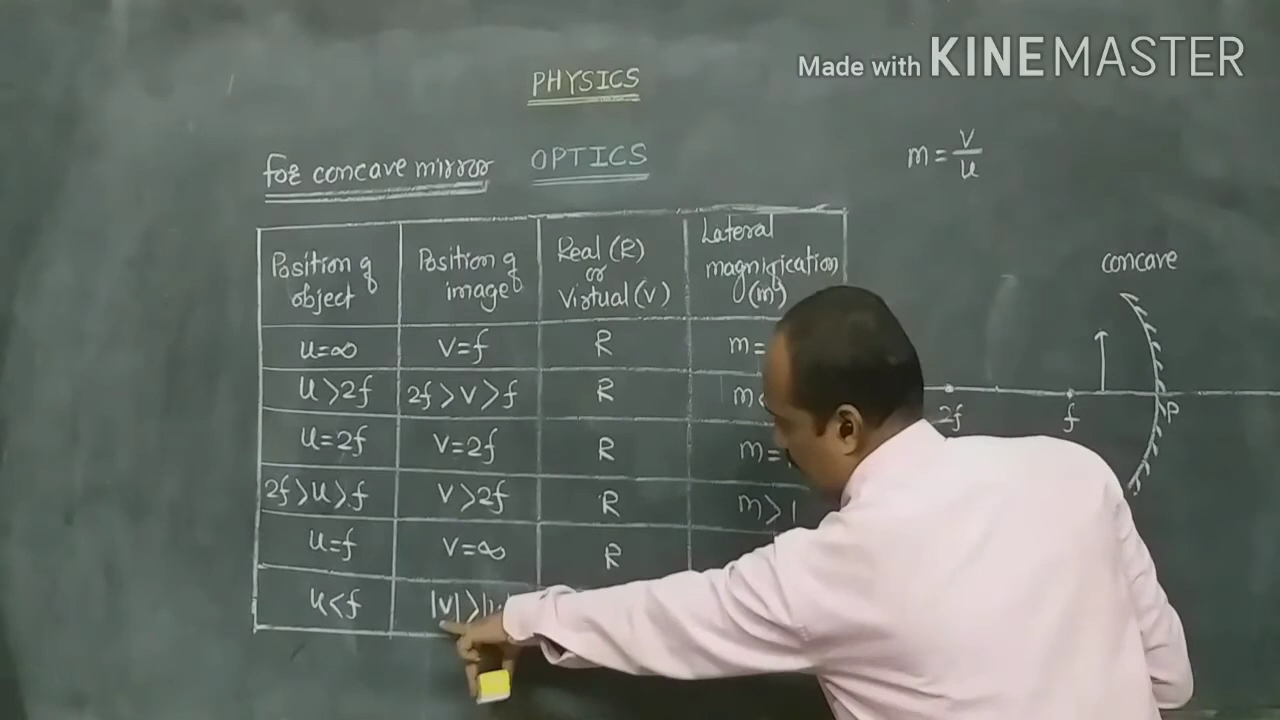 Made with KINEMASTER
PHYSICS
OPTICS
For concave mirror
m = v/u
Position of object
Position of image
Real (R) or Virtual (V)
Lateral magnification (m)
u=∞
v=f
R
m=
u>2f
2f>v>f
R
u=2f
v=2f
R
m=
2f>u>f
v>2f
R
m>1
u=f
v=∞
R
u<f
|v|>
concave
2f
f
P